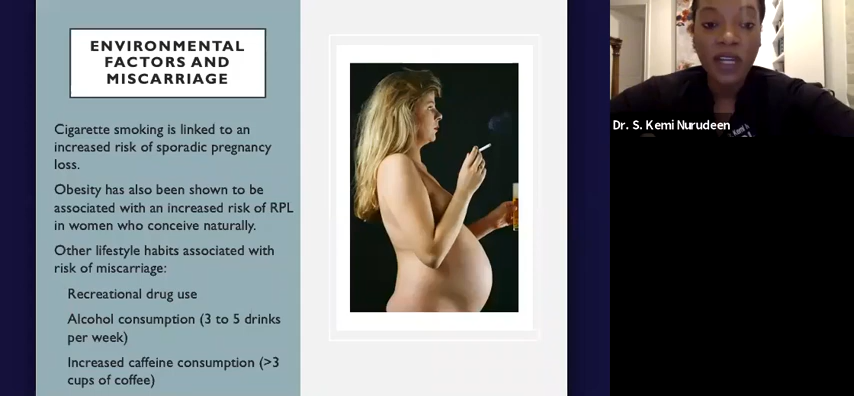 ENVIRONMENTAL
FACTORS AND
MISCARRIAGE
Cigarette smoking is linked to an
increased risk of sporadic pregnancy
loss.
Obesity has also been shown to be
associated with an increased risk of RPL
in women who conceive naturally.
Other lifestyle habits associated with
risk of miscarriage:
Recreational drug use
Alcohol consumption (3 to 5 drinks
per week)
Increased caffeine consumption (>3
cups of coffee)
Dr. S. Kemi Nurudeen